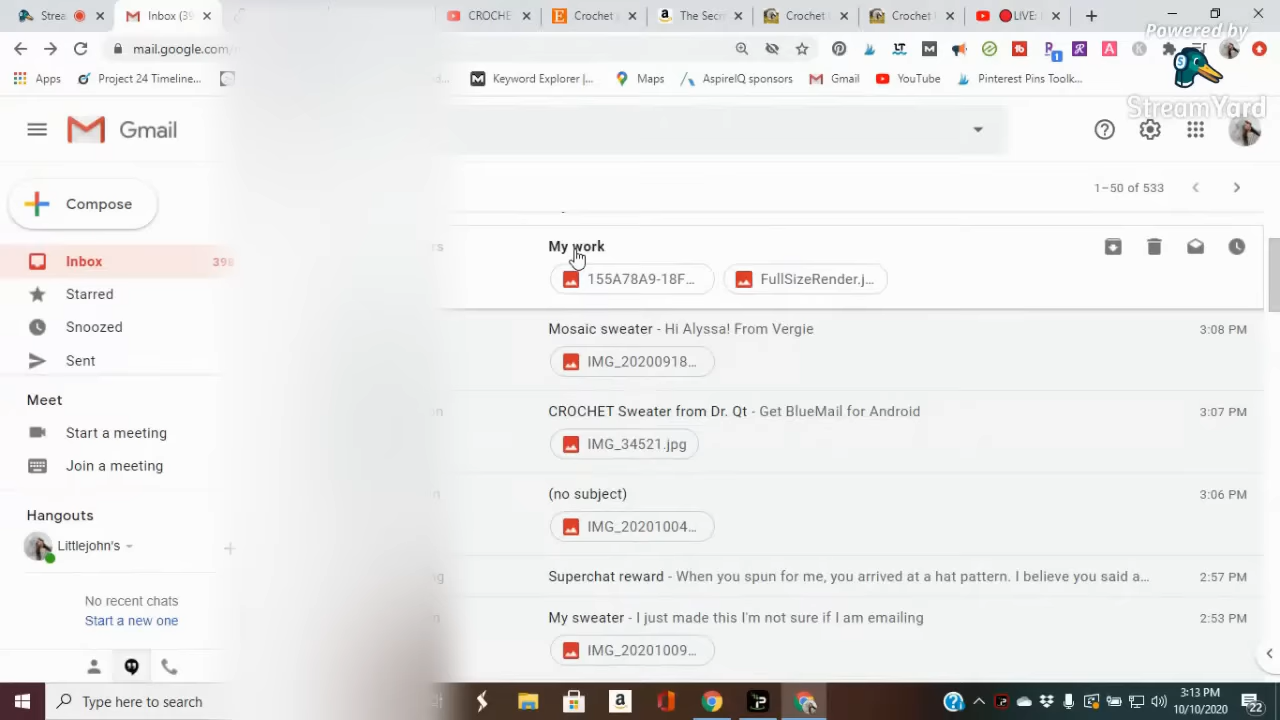 Strea
Inbox (39
CROCHE
Crochet
The Secr
Crochet
Crochet
LIVE:
mail.google.com/
Powered by
StreamYard
Apps
Project 24 Timeline...
Keyword Explorer |...
Maps
AspireIQ sponsors
Gmail
YouTube
Pinterest Pins Toolk...
Gmail
1–50 of 533
Compose
Inbox 390
Starred
Snoozed
Sent
Meet
Start a meeting
Join a meeting
Hangouts
Littlejohn's
No recent chats
Start a new one
My work
155A78A9-18F... FullSizeRender.j...
Mosaic sweater - Hi Alyssa! From Vergie 3:08 PM
IMG_20200918...
CROCHET Sweater from Dr. Qt - Get BlueMail for Android 3:07 PM
IMG_34521.jpg
(no subject) 3:06 PM
IMG_20201004...
Superchat reward - When you spun for me, you arrived at a hat pattern. I believe you said a... 2:57 PM
My sweater - I just made this I'm not sure if I am emailing 2:53 PM
IMG_20201009...
Type here to search
3:13 PM
10/10/2020
22